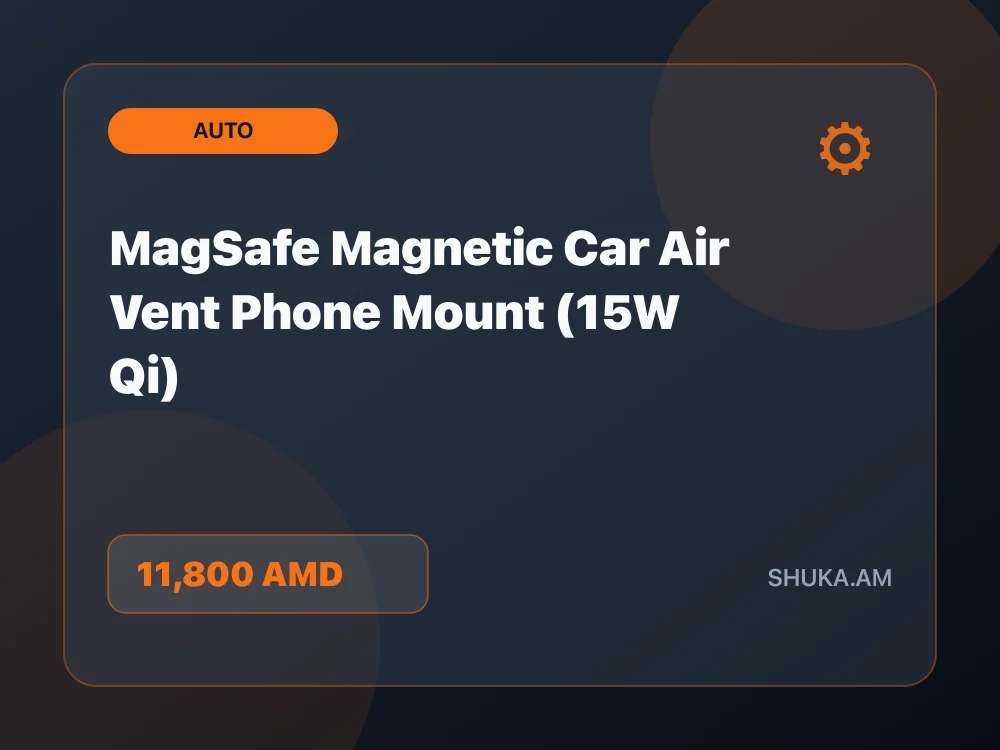 AUTO
MagSafe Magnetic Car Air
Vent Phone Mount (15W
Qi)
11,800 AMD
SHUKA.AM